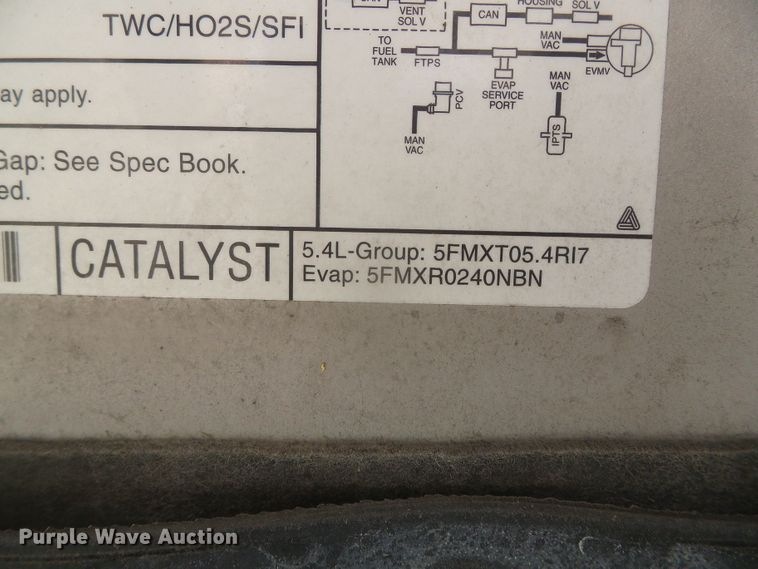 TWC/HO2S/SFI
ay apply.
Gap: See Spec Book.
ed.
CATALYST
5.4L-Group: 5FMXT05.4RI7
Evap: 5FMXR0240NBN
VENT
SOL V
CAN
HOUSING
SOL V
TO
FUEL
TANK
FTPS
MAN
VAC
EVMV
EVAP
SERVICE
PORT
MAN
VAC
PCV
MAN
VAC
IPTS
Purple Wave Auction